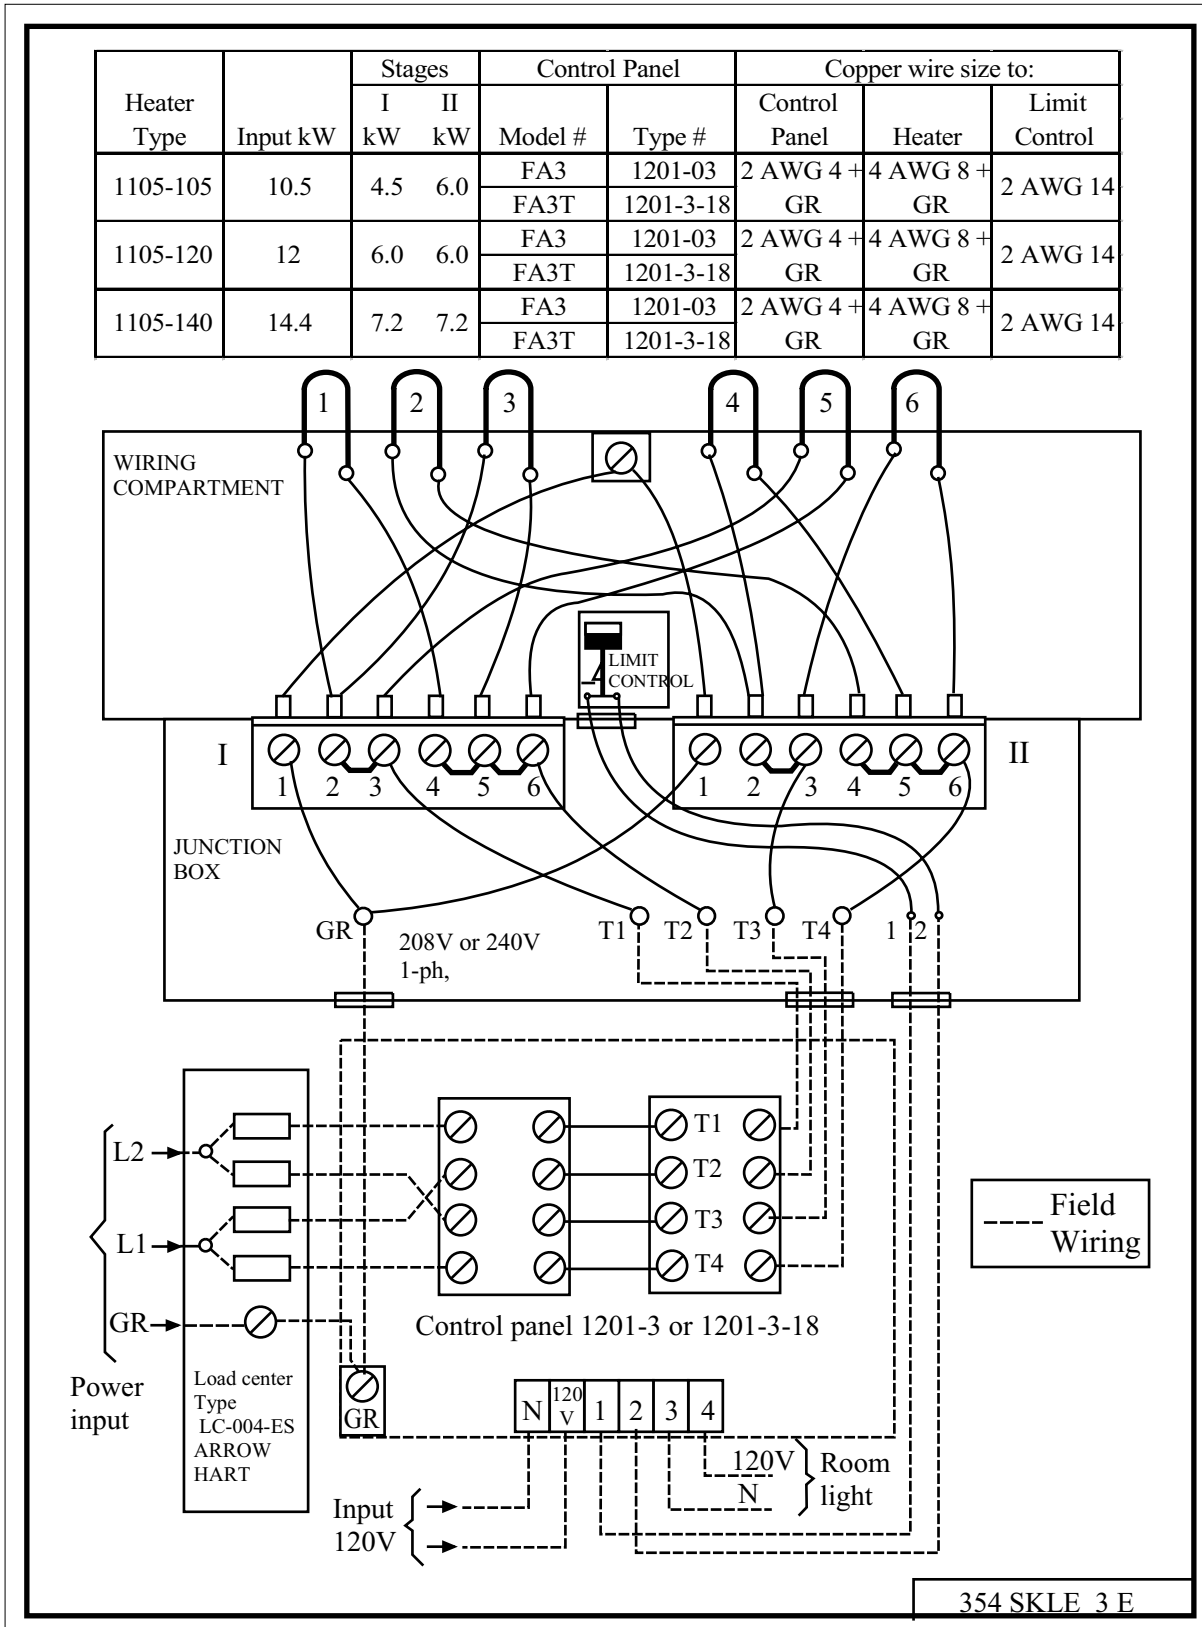 Stages Control Panel Copper wire size to:
Heater Type Input kW I kW II kW Model # Type # Control Panel Heater Limit Control
1105-105 10.5 4.5 6.0 FA3 1201-03 2 AWG 4 + GR 4 AWG 8 + GR 2 AWG 14
FA3T 1201-3-18
1105-120 12 6.0 6.0 FA3 1201-03 2 AWG 4 + GR 4 AWG 8 + GR 2 AWG 14
FA3T 1201-3-18
1105-140 14.4 7.2 7.2 FA3 1201-03 2 AWG 4 + GR 4 AWG 8 + GR 2 AWG 14
FA3T 1201-3-18
1 2 3 4 5 6
WIRING
COMPARTMENT
LIMIT
CONTROL
I II
1 2 3 4 5 6
1 2 3 4 5 6
JUNCTION
BOX
GR T1 T2 T3 T4 1 2
208V or 240V
1-ph,
L2
L1
GR
Power
input
Load center
Type
LC-004-ES
ARROW
HART
T1
T2
T3
T4
Field
Wiring
Control panel 1201-3 or 1201-3-18
GR
N 120 V 1 2 3 4
120V
N
Room
light
Input
120V
354 SKLE 3 E